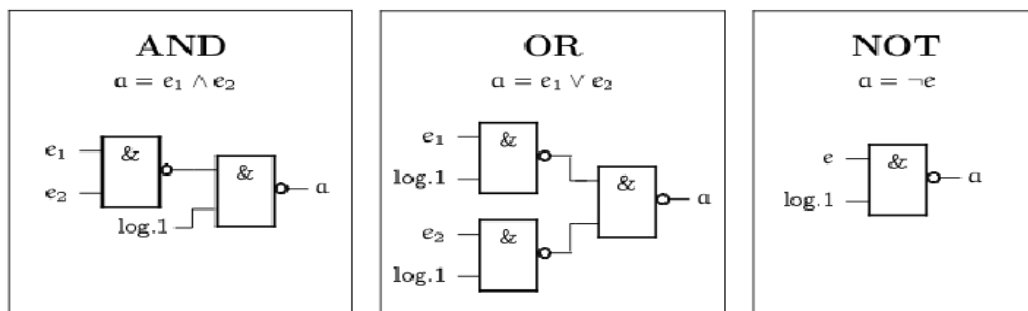 AND
a = e₁ ∧ e₂
e₁
&
e₂
&
log.1
a
OR
a = e₁ ∨ e₂
e₁
&
log.1
&
a
e₂
&
log.1
NOT
a = ¬e
e
&
log.1
a